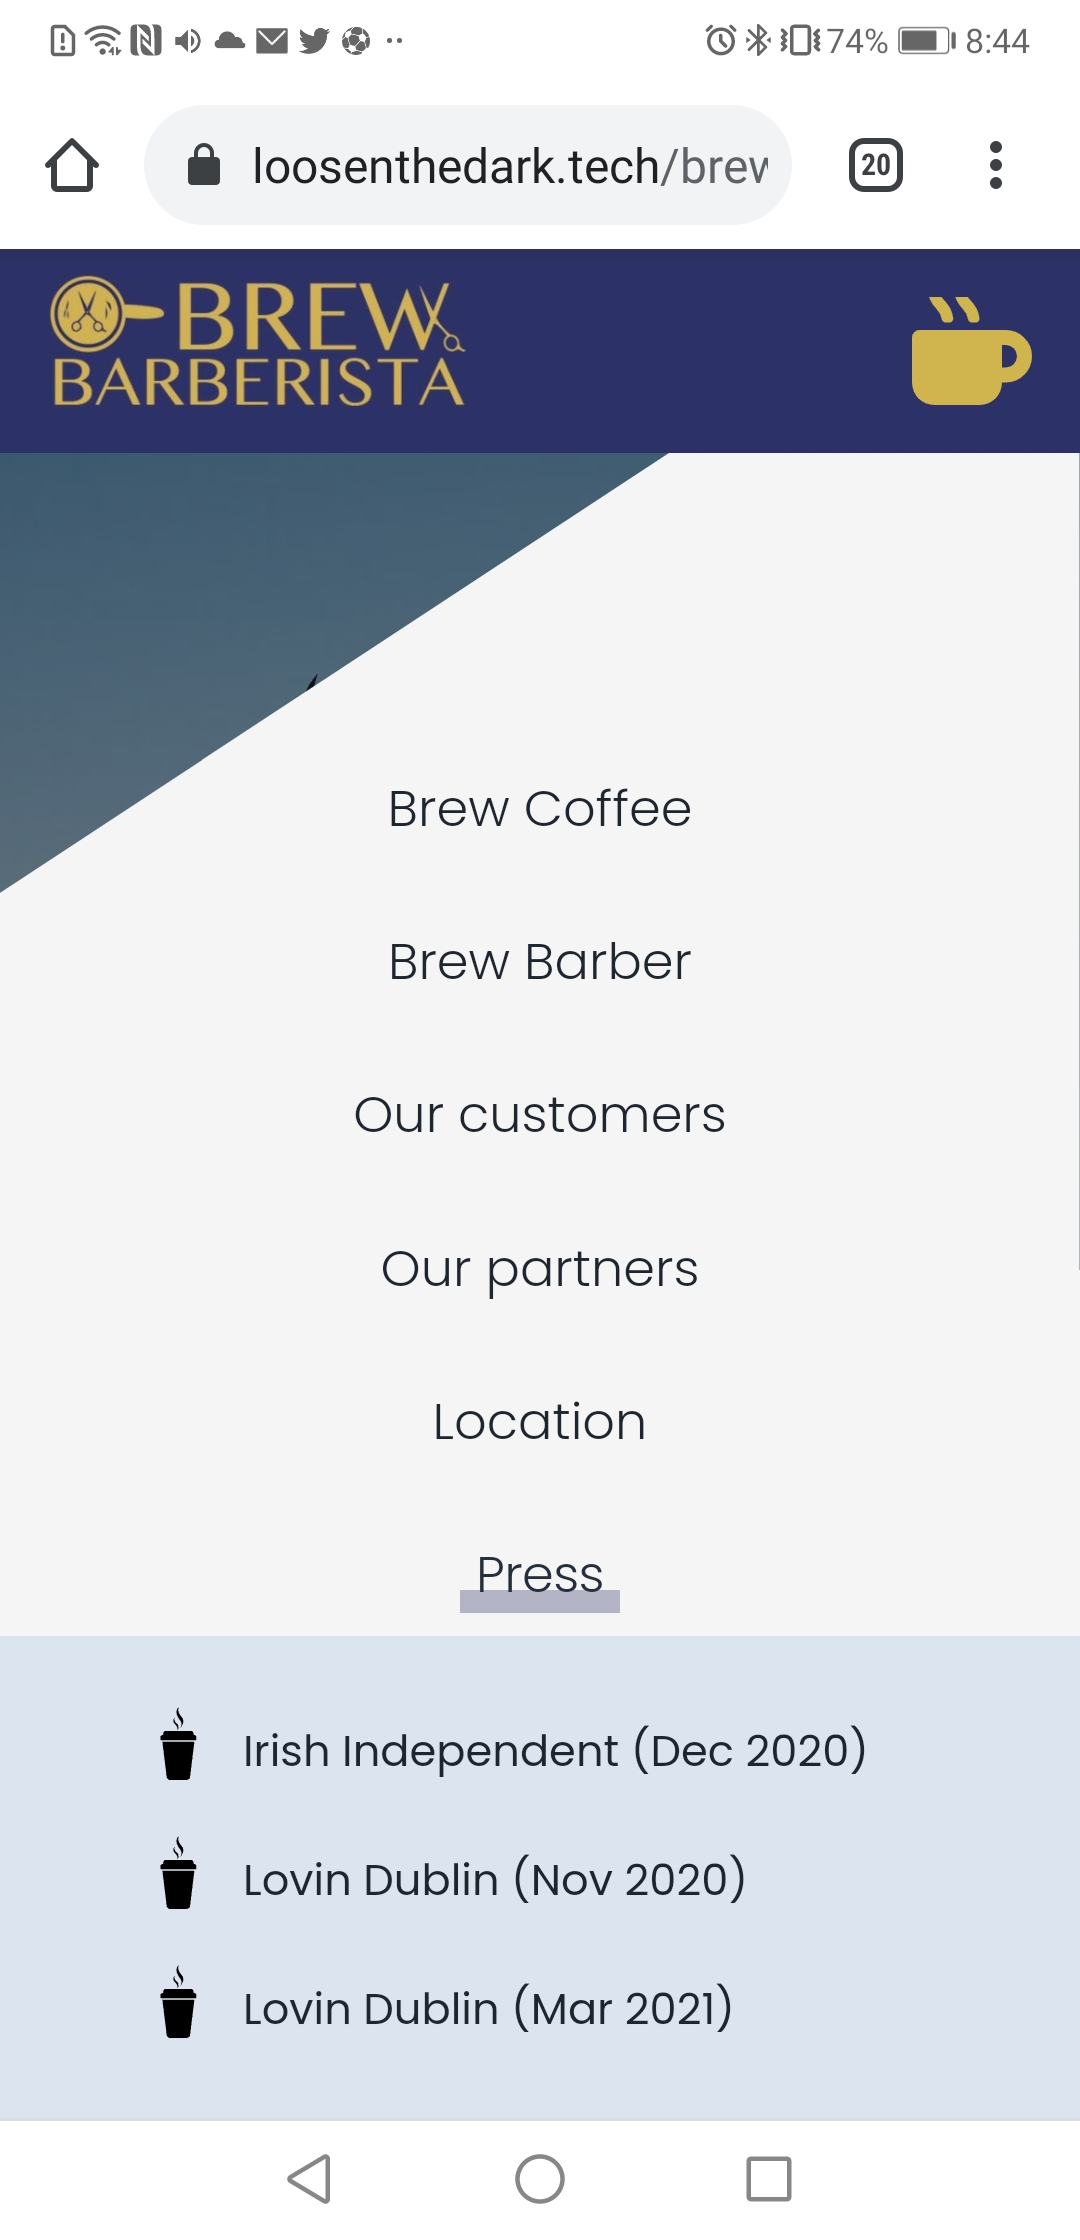 74% 8:44
loosenthedark.tech/brew
20
BREW
BARBERISTA
Brew Coffee
Brew Barber
Our customers
Our partners
Location
Press
Irish Independent (Dec 2020)
Lovin Dublin (Nov 2020)
Lovin Dublin (Mar 2021)